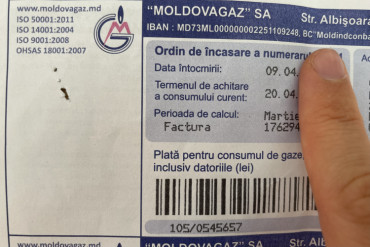 www.moldovagaz.md
ISO 50001:2011
ISO 14001:2004
ISO 9001:2008
OHSAS 18001:2007
"MOLDOVAGAZ" SA Str. Albişoara
IBAN: MD73ML000000002251109248, BC"Moldindconba
Ordin de încasare a
Data întocmirii: 09.04.
Termenul de achitare
a consumului curent: 20.04.
Perioada de calcul: Martie
Factura 176294
Plată pentru consumul de gaze,
inclusiv datoriile (lei)
105/0545657
www.moldovagaz.md
"MOLDOVAGAZ" SA Str. Alb